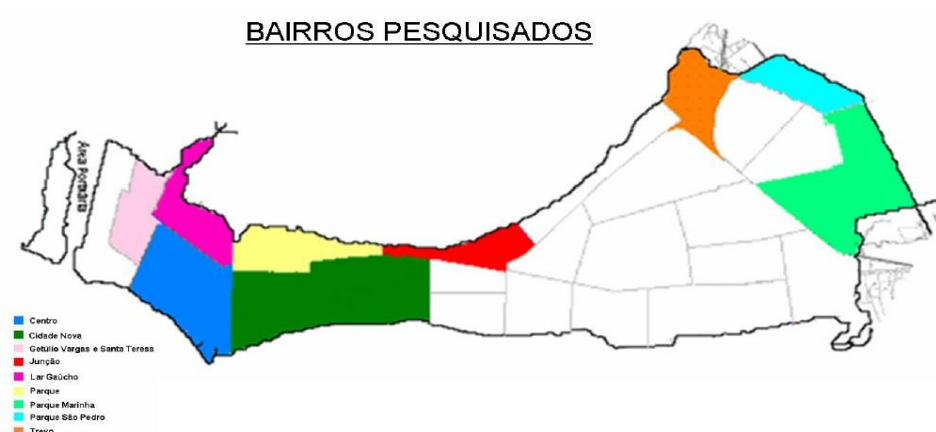 BAIRROS PESQUISADOS
Área Portuária
Centro
Cidade Nova
Getúlio Vargas e Santa Teresa
Junção
Lar Gaúcho
Parque
Parque Marinha
Parque São Pedro
Trevo